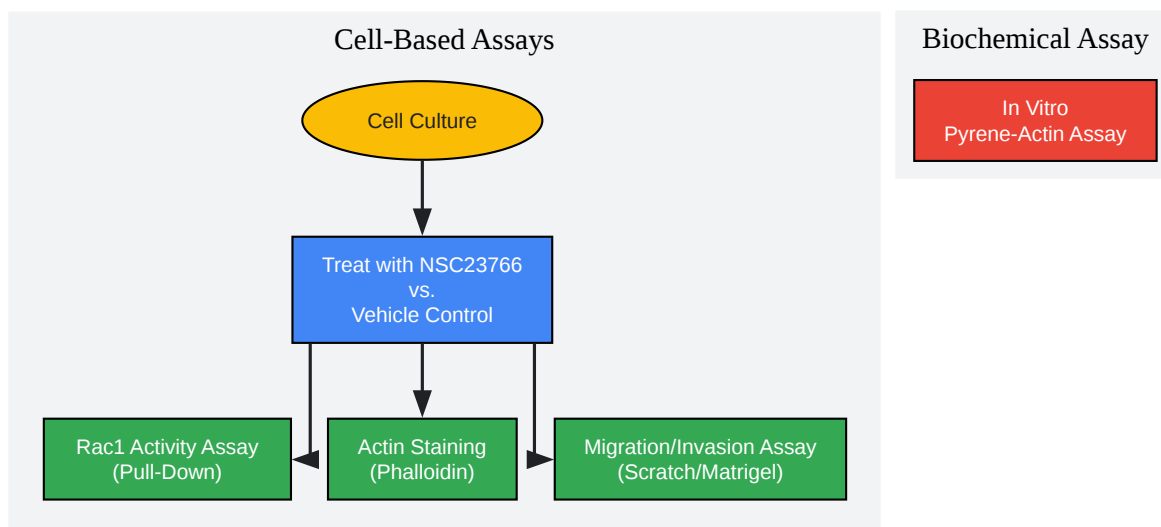 Cell-Based Assays
Cell Culture
Treat with NSC23766
vs.
Vehicle Control
Rac1 Activity Assay
(Pull-Down)
Actin Staining
(Phalloidin)
Migration/Invasion Assay
(Scratch/Matrigel)
Biochemical Assay
In Vitro
Pyrene-Actin Assay